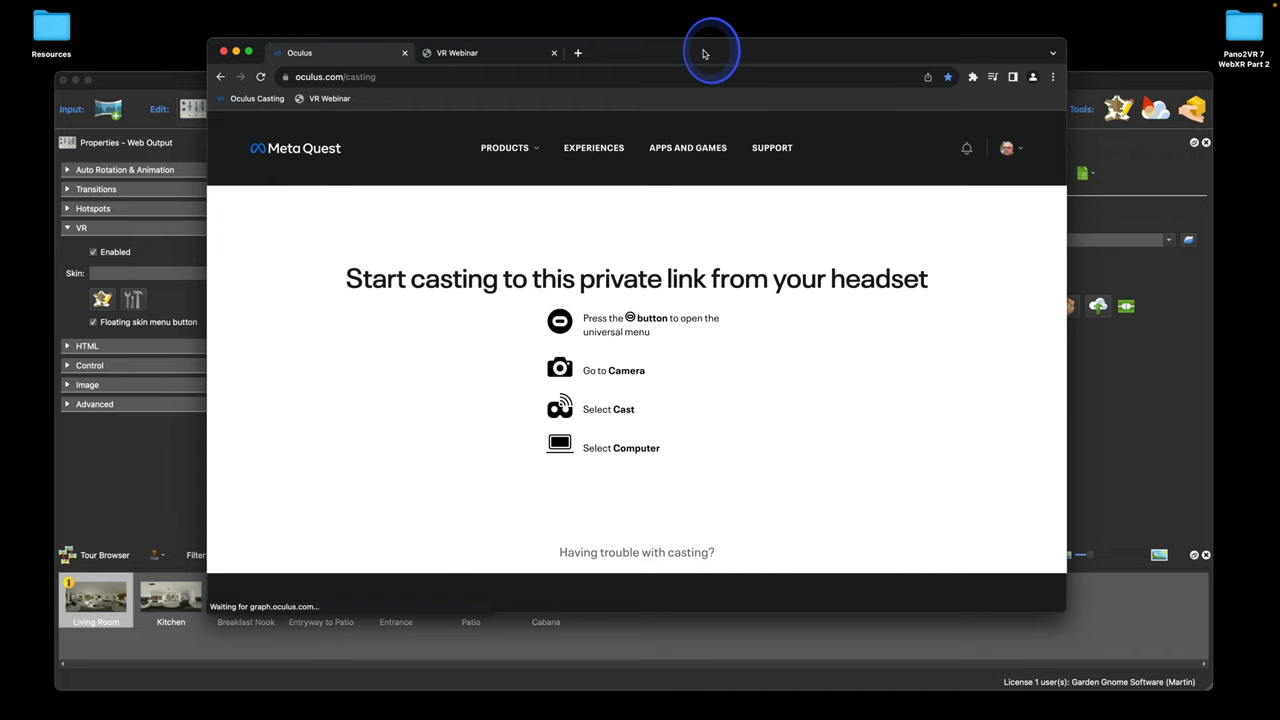 Resources
Pano2VR 7
WebXR Part 2
Oculus
VR Webinar
oculus.com/casting
Oculus Casting
VR Webinar
Input:
Edit:
Tools:
Meta Quest
PRODUCTS
EXPERIENCES
APPS AND GAMES
SUPPORT
Properties - Web Output
Auto Rotation & Animation
Transitions
Hotspots
VR
Enabled
Skin:
Floating skin menu button
HTML
Control
Image
Advanced
Start casting to this private link from your headset
Press the button to open the
universal menu
Go to Camera
Select Cast
Select Computer
Having trouble with casting?
Tour Browser
Filter:
Waiting for graph.oculus.com...
1
Living Room
Kitchen
Breakfast Nook
Entryway to Patio
Entrance
Patio
Cabana
License 1 user(s): Garden Gnome Software (Martin)